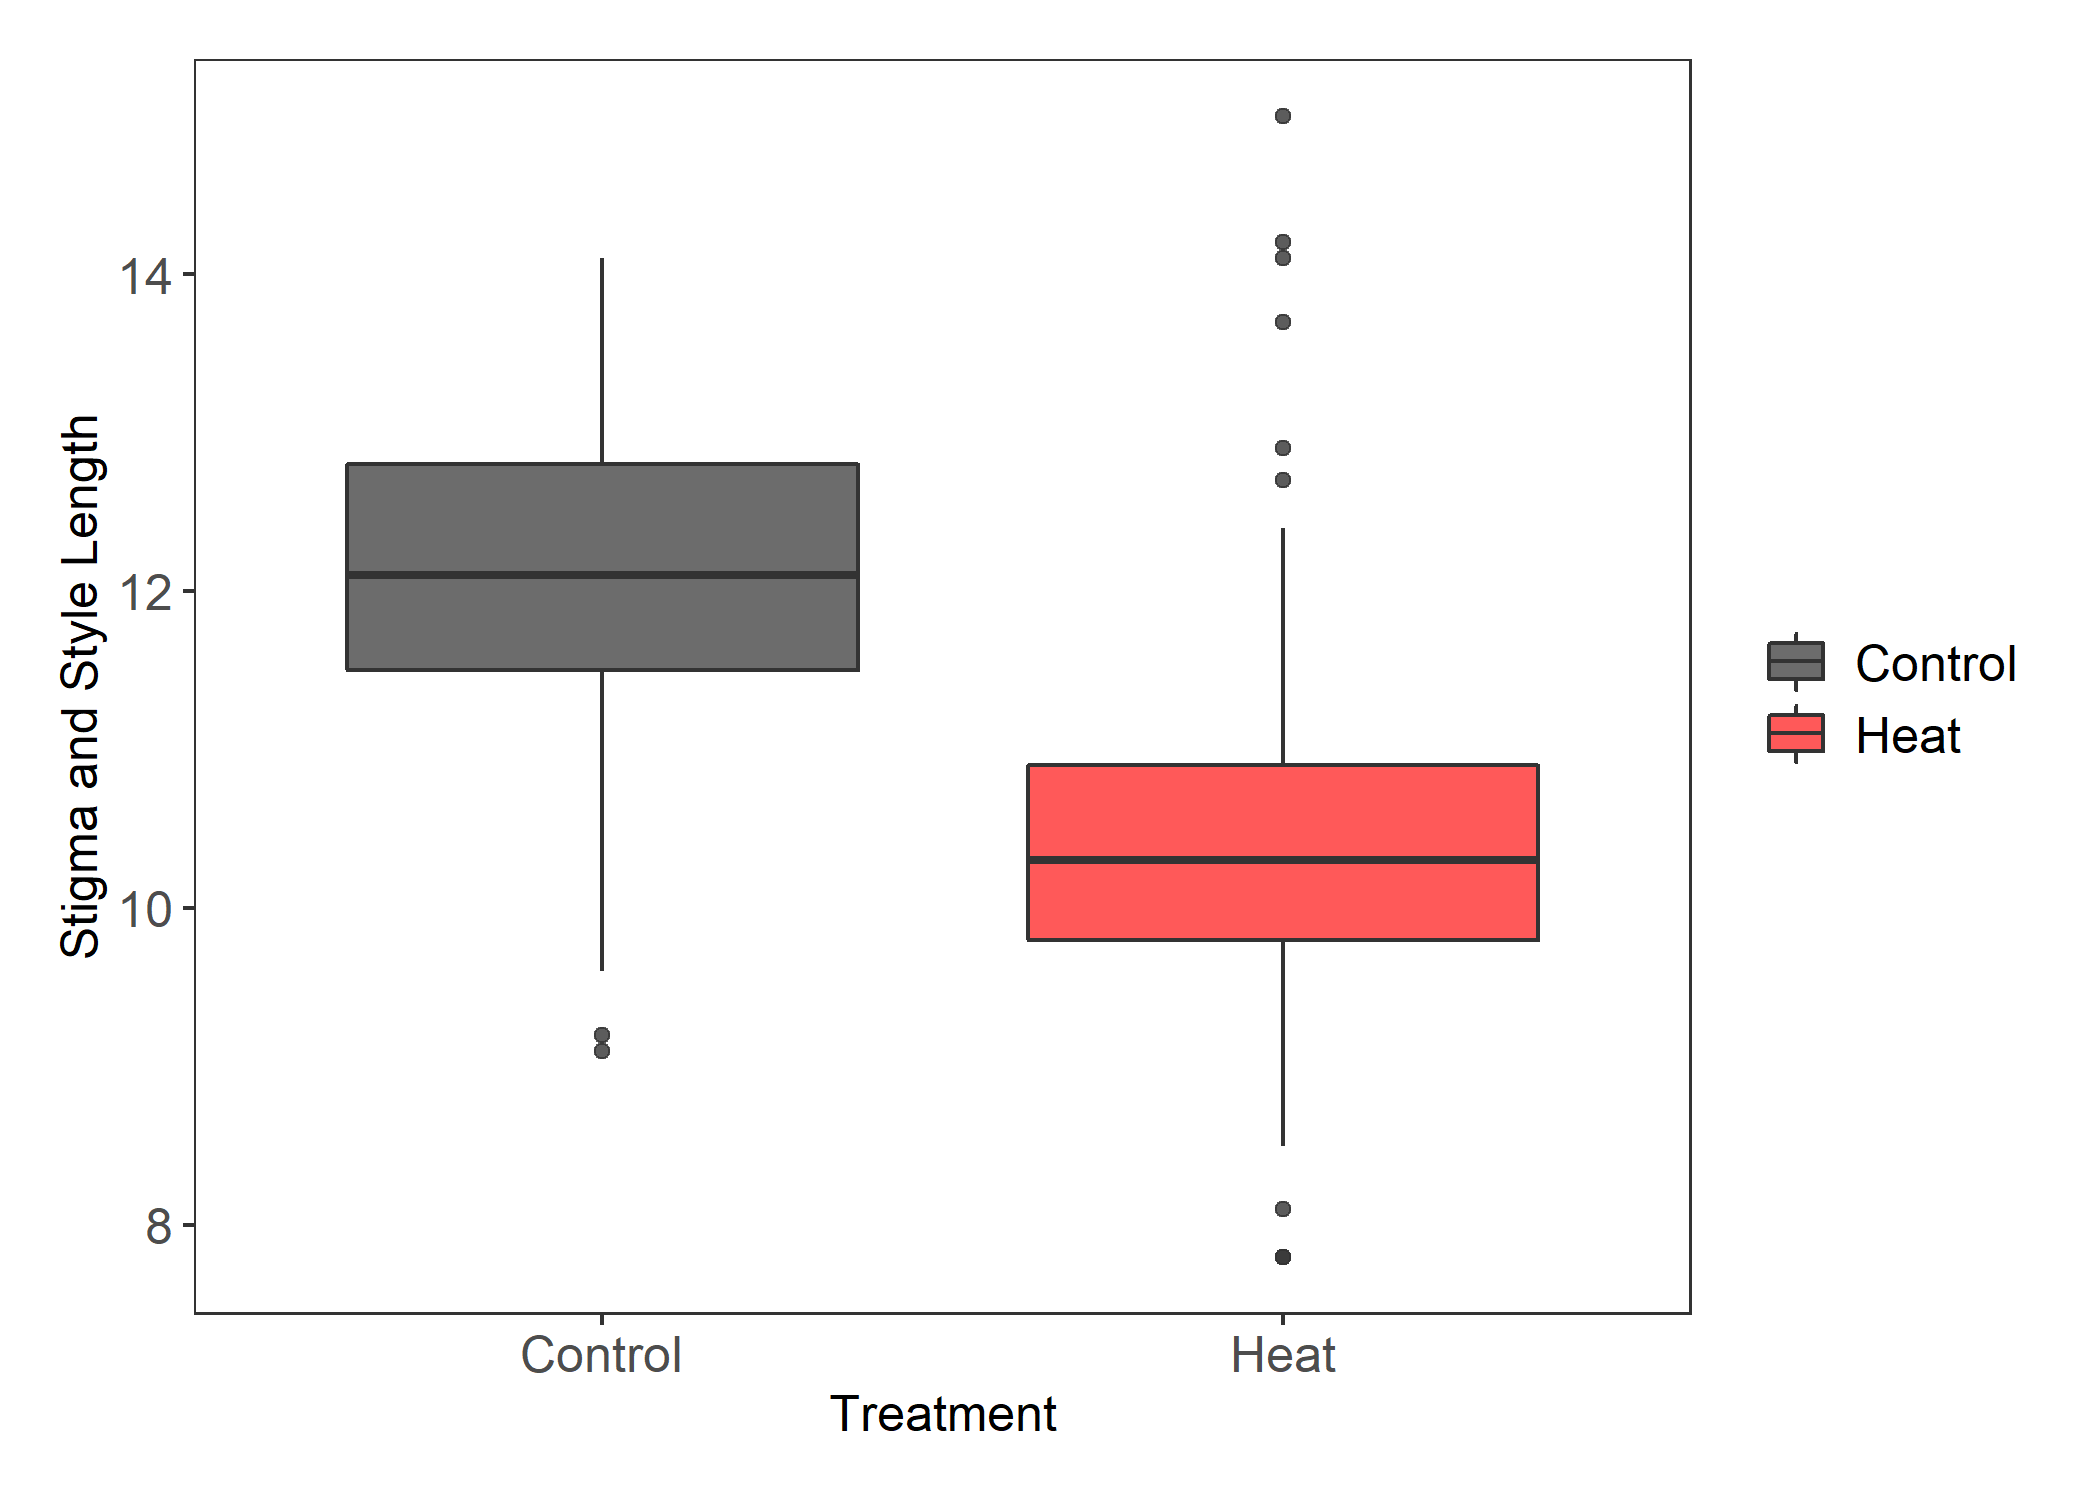 Stigma and Style Length
14
12
10
8
Control
Heat
Treatment
Control
Heat